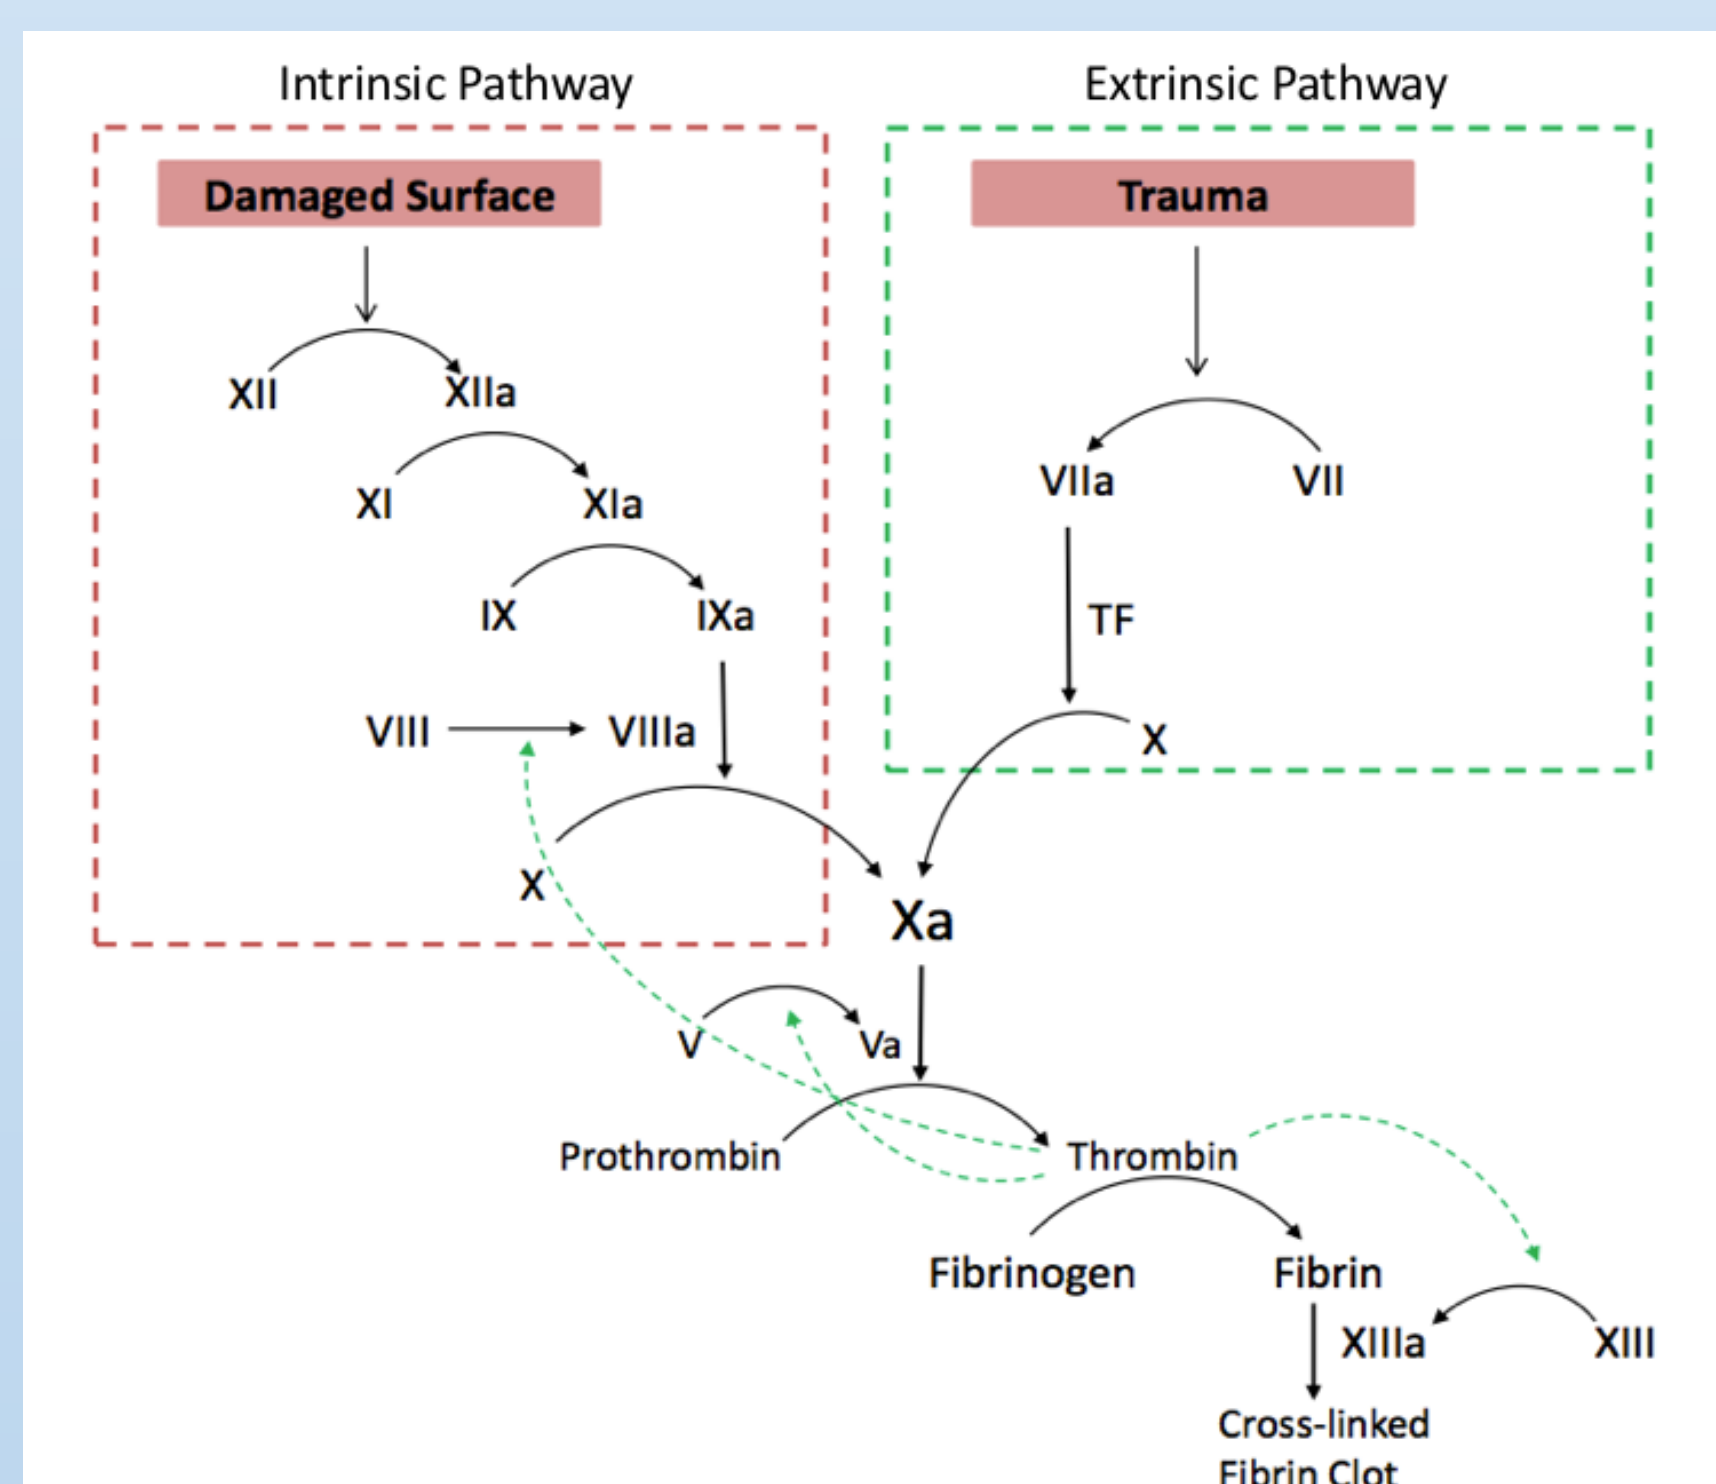 Intrinsic Pathway
Extrinsic Pathway
Damaged Surface
Trauma
XII
XIIa
XI
XIa
VIIa
VII
IX
IXa
TF
VIII
VIIIa
X
X
Xa
V
Va
Prothrombin
Thrombin
Fibrinogen
Fibrin
XIIIa
XIII
Cross-linked
Fibrin Clot